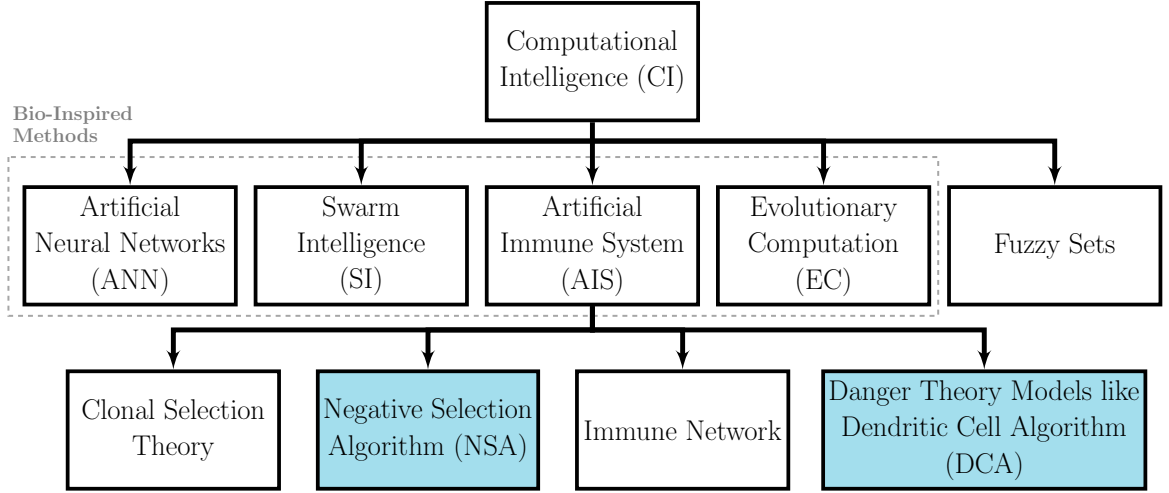 Computational
Intelligence (CI)
Bio-Inspired
Methods
Artificial
Neural Networks
(ANN)
Swarm
Intelligence
(SI)
Artificial
Immune System
(AIS)
Evolutionary
Computation
(EC)
Fuzzy Sets
Clonal Selection
Theory
Negative Selection
Algorithm (NSA)
Immune Network
Danger Theory Models like
Dendritic Cell Algorithm
(DCA)